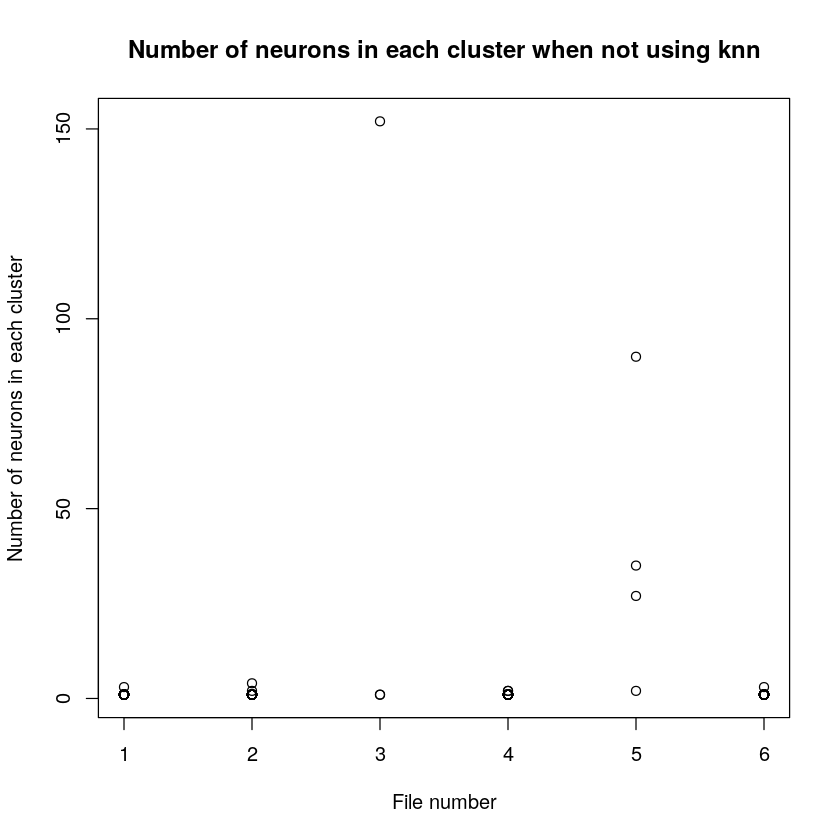 Number of neurons in each cluster when not using knn
Number of neurons in each cluster
150
100
50
0
1 2 3 4 5 6
File number